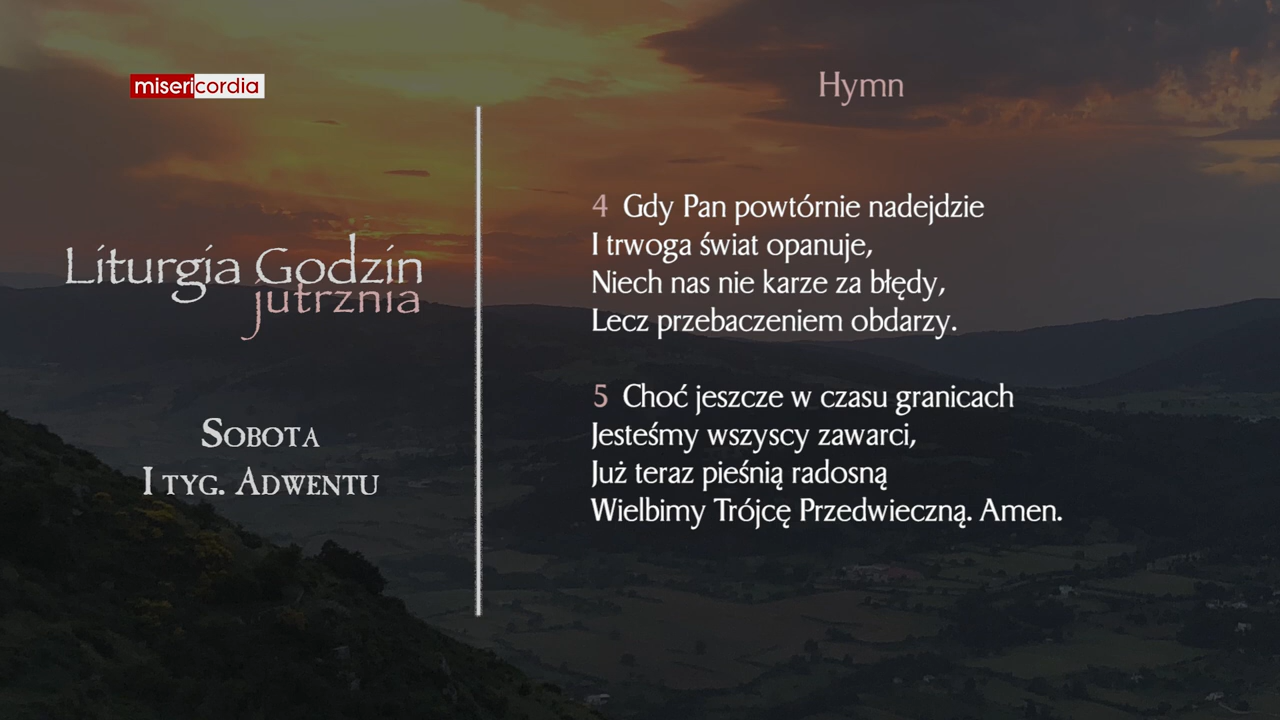 misericordia
Liturgia Godzin
jutrznia
Sobota
I tyg. Adwentu
Hymn
4 Gdy Pan powtórnie nadejdzie
I trwoga świat opanuje,
Niech nas nie karze za błędy,
Lecz przebaczeniem obdarzy.
5 Choć jeszcze w czasu granicach
Jesteśmy wszyscy zawarci,
Już teraz pieśnią radosną
Wielbimy Trójcę Przedwieczną. Amen.